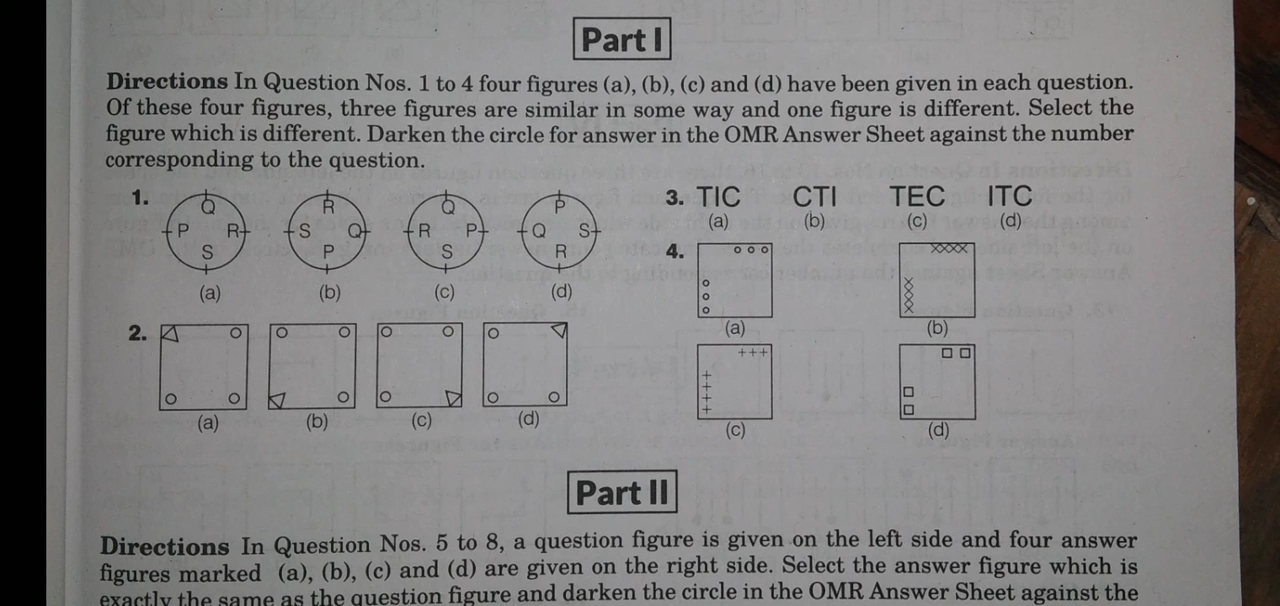 Part I
Directions In Question Nos. 1 to 4 four figures (a), (b), (c) and (d) have been given in each question.
Of these four figures, three figures are similar in some way and one figure is different. Select the
figure which is different. Darken the circle for answer in the OMR Answer Sheet against the number
corresponding to the question.
1.
Q
P R
S
(a)
R
S Q
P
(b)
Q
R P
S
(c)
P
Q S
R
(d)
2.
(a) (b) (c) (d)
3. TIC CTI TEC ITC
(a) (b) (c) (d)
4.
(a) (b)
(c) (d)
Part II
Directions In Question Nos. 5 to 8, a question figure is given on the left side and four answer
figures marked (a), (b), (c) and (d) are given on the right side. Select the answer figure which is
exactly the same as the question figure and darken the circle in the OMR Answer Sheet against the